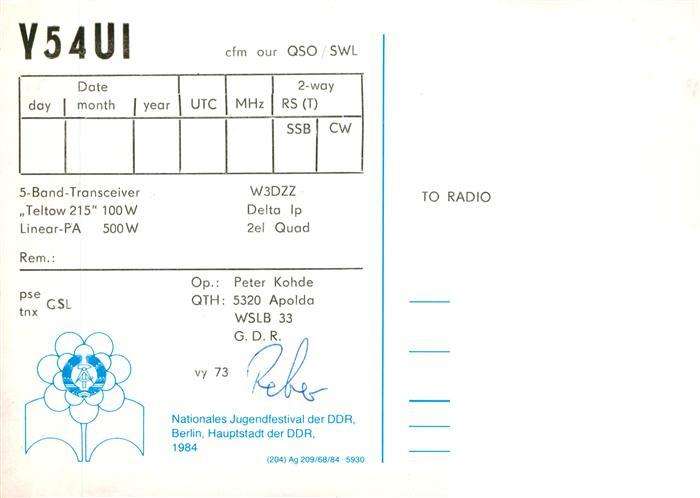 Y54UI
cfm our QSO / SWL
Date 2-way
day month year UTC MHz RS (T)
SSB CW
5-Band-Transceiver W3DZZ
„Teltow 215" 100 W Delta lp
Linear-PA 500 W 2el Quad
Rem.:
pse
tnx GSL
Op.: Peter Kohde
QTH: 5320 Apolda
WSLB 33
G. D. R.
vy 73
Nationales Jugendfestival der DDR,
Berlin, Hauptstadt der DDR,
1984
(204) Ag 209/68/84 5930
TO RADIO